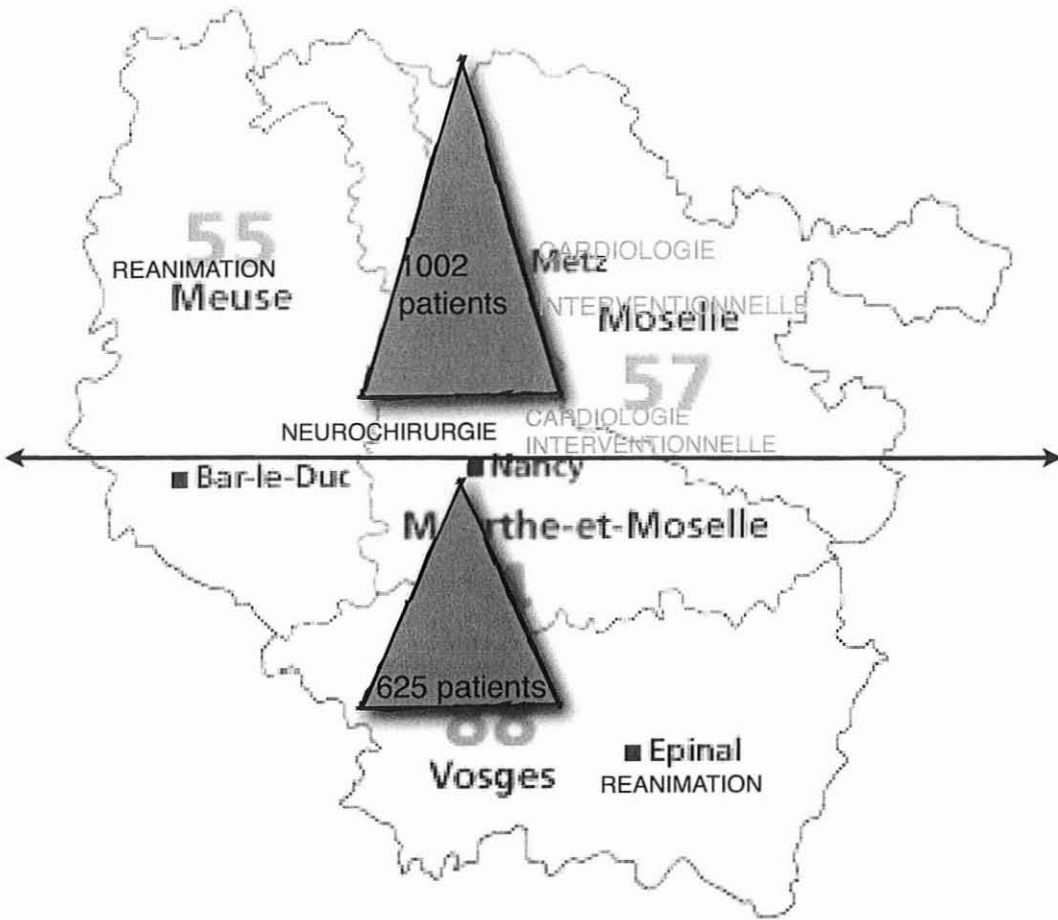 55
REANIMATION
Meuse
1002
patients
CARDIOLOGIE
Metz
INTERVENTIONNELLE
Moselle
57
NEUROCHIRURGIE
CARDIOLOGIE
INTERVENTIONNELLE
Bar-le-Duc
Nancy
M rthe-et-Moselle
625 patients
Epinal
Vosges
REANIMATION